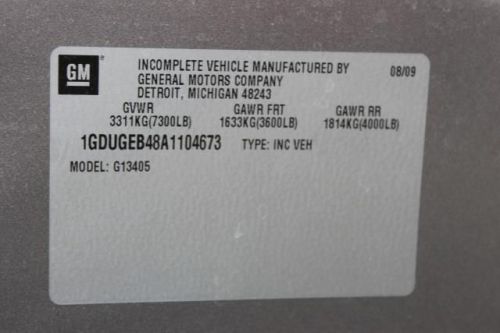 GM
INCOMPLETE VEHICLE MANUFACTURED BY 08/09
GENERAL MOTORS COMPANY
DETROIT, MICHIGAN 48243
GVWR GAWR FRT GAWR RR
3311KG(7300LB) 1633KG(3600LB) 1814KG(4000LB)
1GDUGEB48A1104673 TYPE: INC VEH
MODEL: G13405